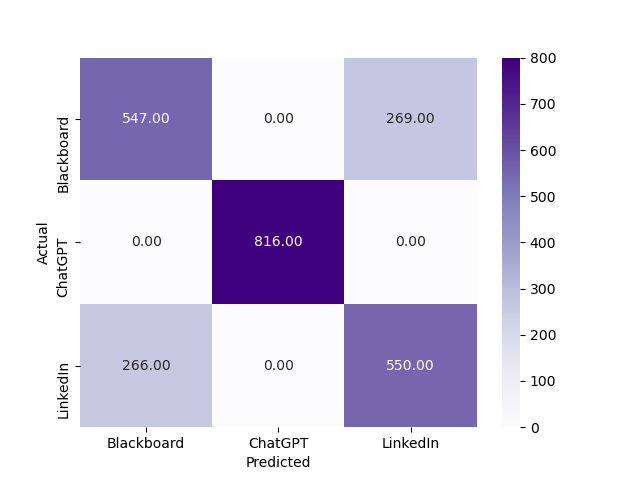 547.00 0.00 269.00
0.00 816.00 0.00
266.00 0.00 550.00
Blackboard
ChatGPT
LinkedIn
Actual
Blackboard ChatGPT LinkedIn
Predicted
800
700
600
500
400
300
200
100
0